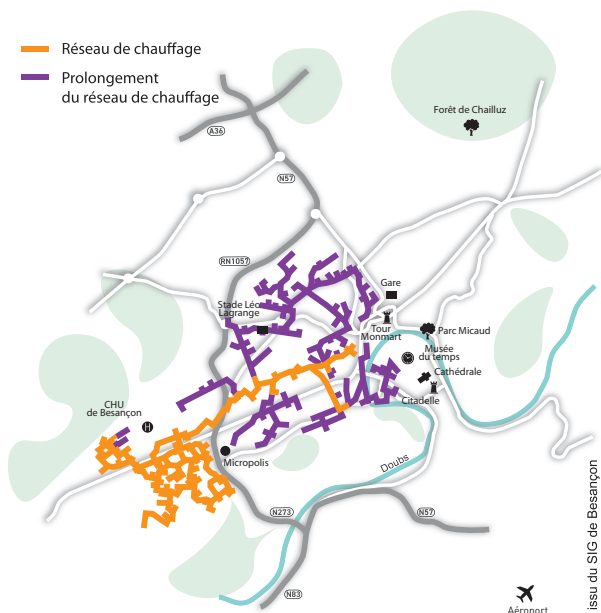 Réseau de chauffage
Prolongement
du réseau de chauffage
Forêt de Chailluz
A36
N57
RN1057
Gare
Stade Léo
Lagrange
Tour
Monmart
Parc Micaud
Musée
du temps
Cathédrale
Citadelle
CHU
de Besançon
H
Micropolis
Doubs
N273
N57
N83
Aéroport
issu du SIG de Besançon